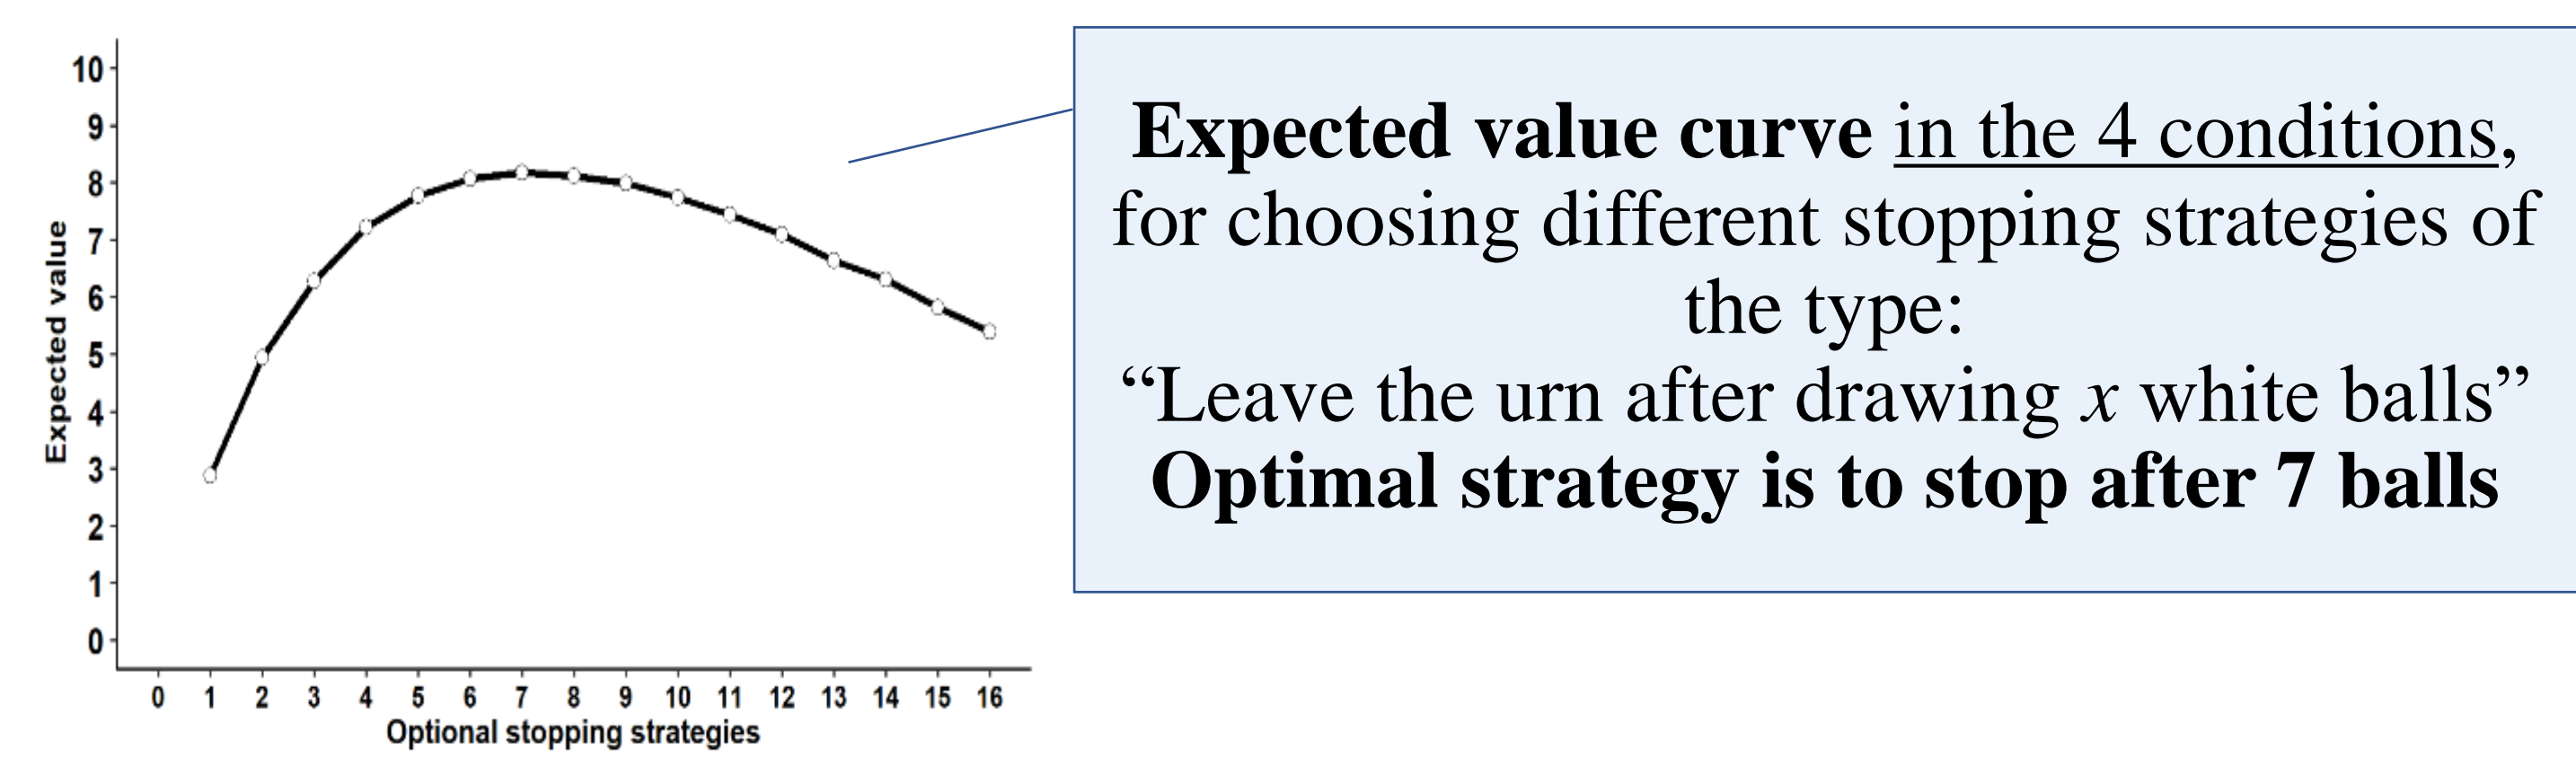 10
9
8
7
6
5
4
3
2
1
0
Expected value
0 1 2 3 4 5 6 7 8 9 10 11 12 13 14 15 16
Optional stopping strategies
Expected value curve in the 4 conditions,
for choosing different stopping strategies of
the type:
“Leave the urn after drawing x white balls”
Optimal strategy is to stop after 7 balls